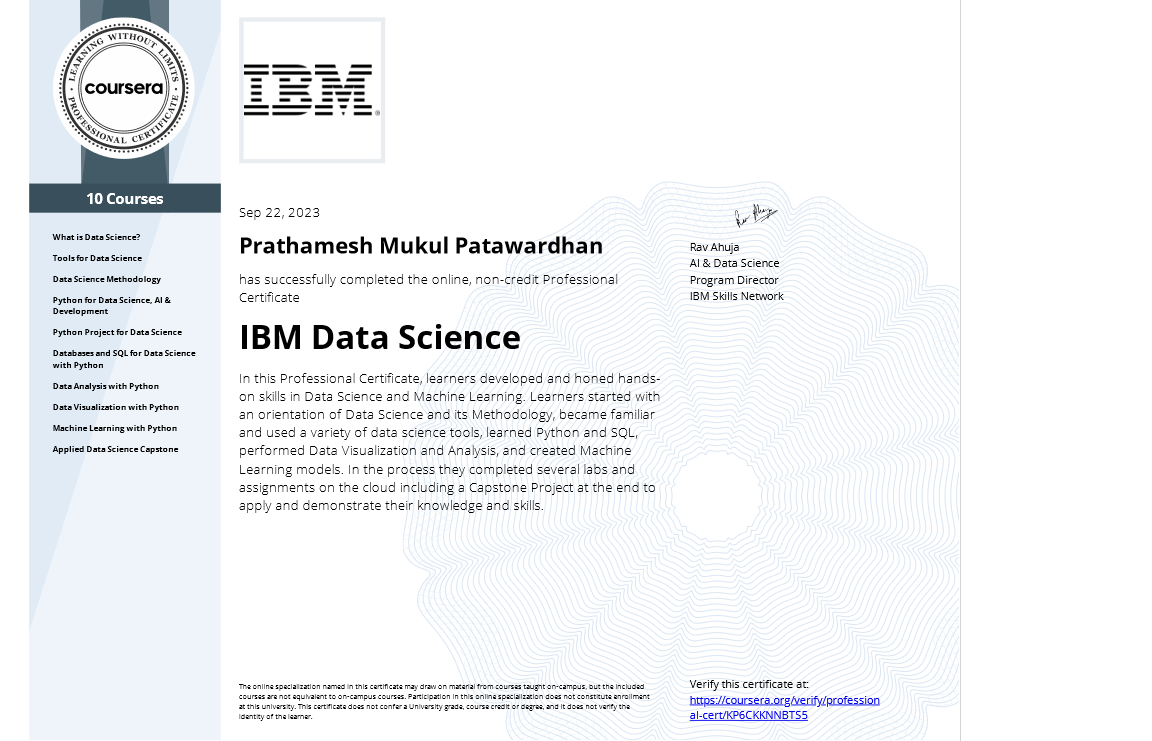 LEARNING WITHOUT LIMITS
coursera
PROFESSIONAL CERTIFICATE
10 Courses
What is Data Science?
Tools for Data Science
Data Science Methodology
Python for Data Science, AI &
Development
Python Project for Data Science
Databases and SQL for Data Science
with Python
Data Analysis with Python
Data Visualization with Python
Machine Learning with Python
Applied Data Science Capstone
IBM®
Sep 22, 2023
Prathamesh Mukul Patawardhan
has successfully completed the online, non-credit Professional
Certificate
IBM Data Science
In this Professional Certificate, learners developed and honed hands-
on skills in Data Science and Machine Learning. Learners started with
an orientation of Data Science and its Methodology, became familiar
and used a variety of data science tools, learned Python and SQL,
performed Data Visualization and Analysis, and created Machine
Learning models. In the process they completed several labs and
assignments on the cloud including a Capstone Project at the end to
apply and demonstrate their knowledge and skills.
Rav Ahuja
Rav Ahuja
AI & Data Science
Program Director
IBM Skills Network
The online specialization named in this certificate may draw on material from courses taught on-campus, but the included
courses are not equivalent to on-campus courses. Participation in this online specialization does not constitute enrollment
at this university. This certificate does not confer a University grade, course credit or degree, and it does not verify the
identity of the learner.
Verify this certificate at:
https://coursera.org/verify/profession
al-cert/KP6CKKNNBTS5